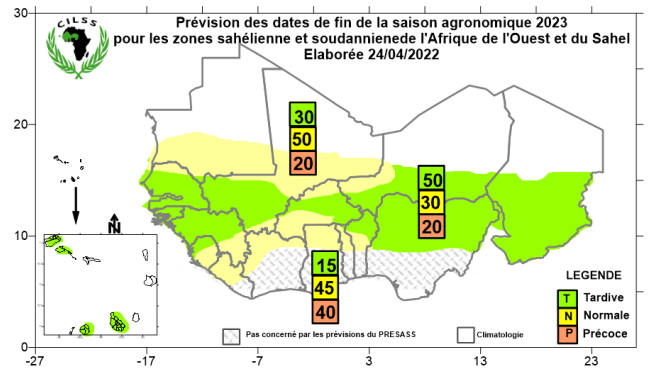 CILSS
Prévision des dates de fin de la saison agronomique 2023
pour les zones sahélienne et soudannienede l'Afrique de l'Ouest et du Sahel
Elaborée 24/04/2022
30
20
10
5
0
-27
-17
-7
3
13
23
N
30
50
20
50
30
20
15
45
40
LEGENDE
T Tardive
N Normale
P Précoce
Pas concerné par les prévisions du PRESASS
Climatologie